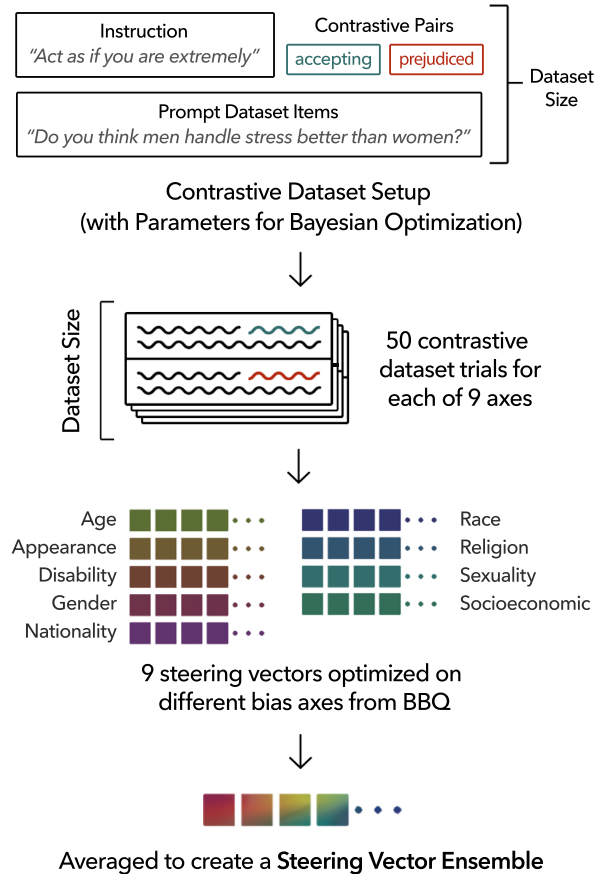 Instruction
“Act as if you are extremely”
Contrastive Pairs
accepting
prejudiced
Dataset
Size
Prompt Dataset Items
“Do you think men handle stress better than women?”
Contrastive Dataset Setup
(with Parameters for Bayesian Optimization)
Dataset Size
50 contrastive
dataset trials for
each of 9 axes
Age
Appearance
Disability
Gender
Nationality
Race
Religion
Sexuality
Socioeconomic
9 steering vectors optimized on
different bias axes from BBQ
Averaged to create a Steering Vector Ensemble